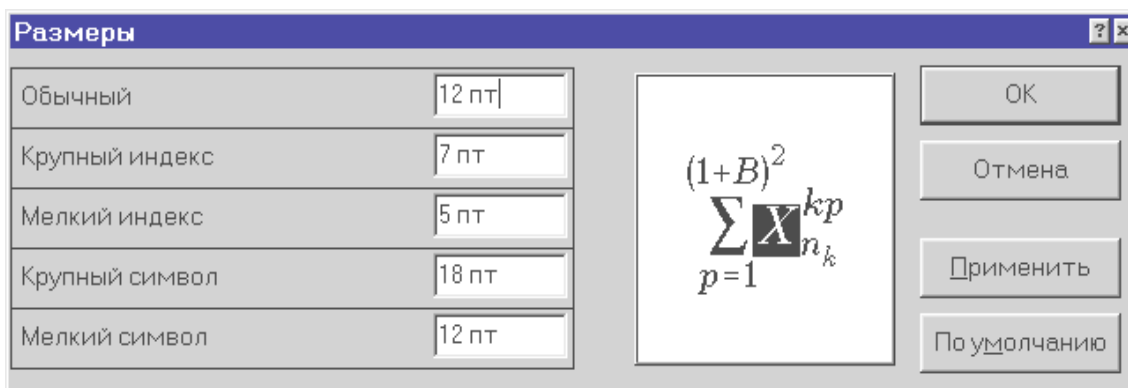 Размеры
Обычный 12 пт
Крупный индекс 7 пт
Мелкий индекс 5 пт
Крупный символ 18 пт
Мелкий символ 12 пт
(1+B)²
∑ X kp n k
p=1
OK
Отмена
Применить
По умолчанию